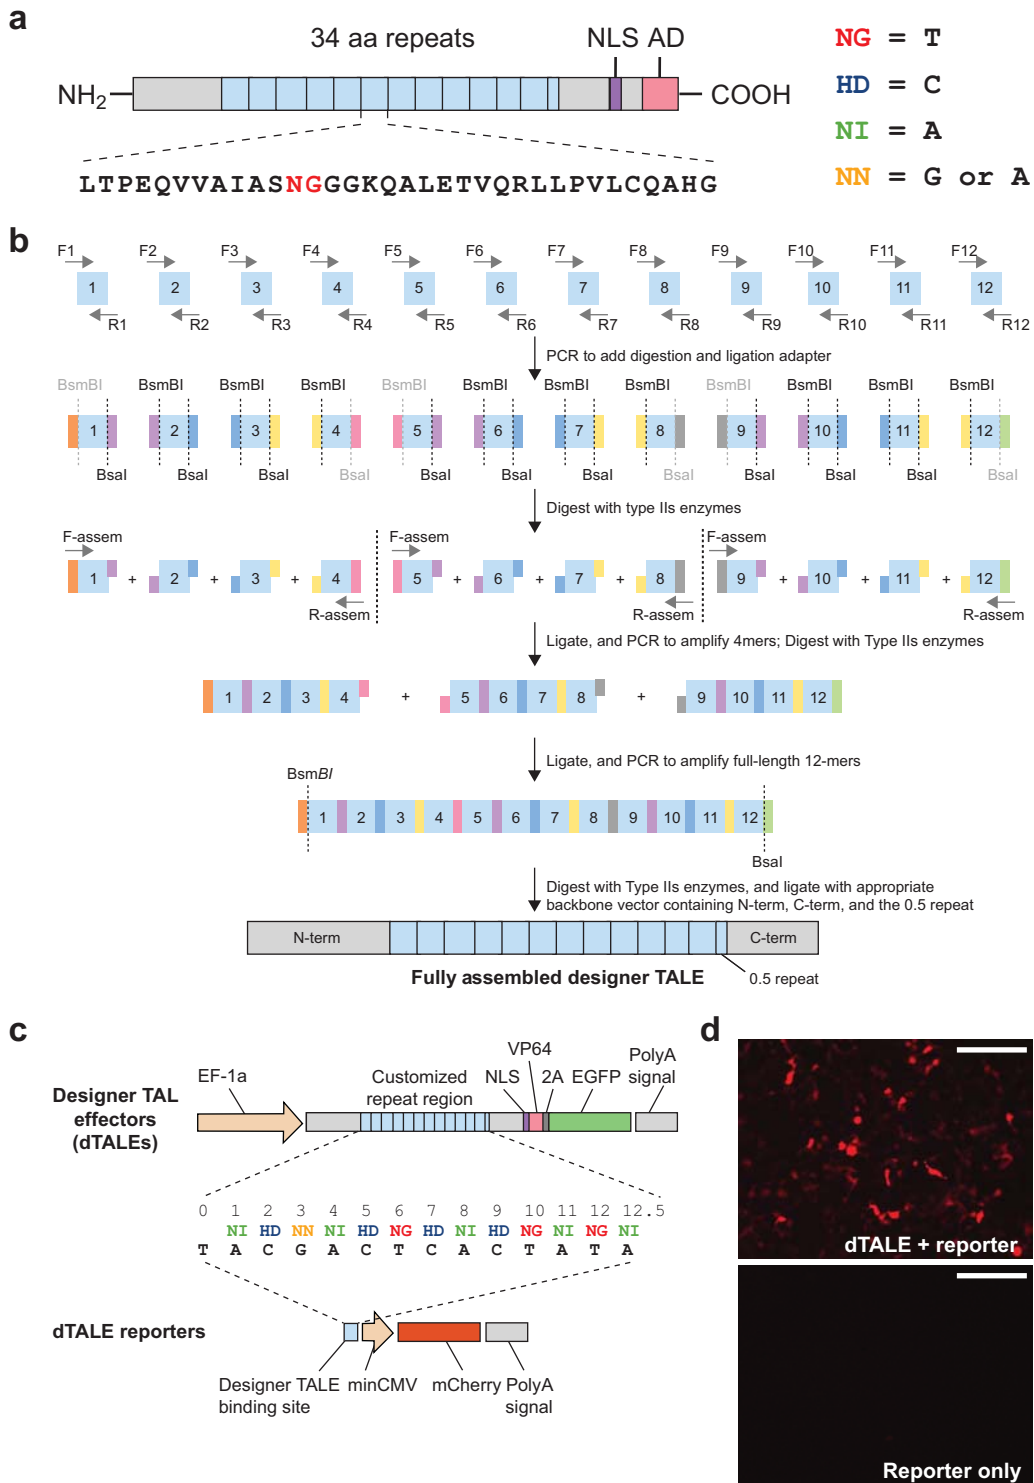 a
34 aa repeats
NLS AD
NH2
COOH
LTPEQVVAIASNGGGKQALETVQRLLPVLCQAHG
NG = T
HD = C
NI = A
NN = G or A
b
F1 F2 F3 F4 F5 F6 F7 F8 F9 F10 F11 F12
1 2 3 4 5 6 7 8 9 10 11 12
R1 R2 R3 R4 R5 R6 R7 R8 R9 R10 R11 R12
PCR to add digestion and ligation adapter
BsmBI BsmBI BsmBI BsmBI BsmBI BsmBI BsmBI BsmBI BsmBI BsmBI BsmBI BsmBI
1 2 3 4 5 6 7 8 9 10 11 12
BsaI BsaI BsaI BsaI BsaI BsaI BsaI BsaI BsaI BsaI BsaI BsaI
Digest with type IIs enzymes
F-assem F-assem F-assem
1 + 2 + 3 + 4 5 + 6 + 7 + 8 9 + 10 + 11 + 12
R-assem R-assem R-assem
Ligate, and PCR to amplify 4mers; Digest with Type IIs enzymes
1 2 3 4 + 5 6 7 8 + 9 10 11 12
Ligate, and PCR to amplify full-length 12-mers
BsmBI
1 2 3 4 5 6 7 8 9 10 11 12
BsaI
Digest with Type IIs enzymes, and ligate with appropriate
backbone vector containing N-term, C-term, and the 0.5 repeat
N-term C-term
Fully assembled designer TALE
0.5 repeat
c
Designer TAL
effectors
(dTALEs)
EF-1a
Customized
repeat region
VP64
NLS 2A EGFP
PolyA
signal
0 1 2 3 4 5 6 7 8 9 10 11 12 12.5
NI HD NN NI HD NG HD NI HD NG NI NG NI
T A C G A C T C A C T A T A
dTALE reporters
Designer TALE
binding site
minCMV
mCherry
PolyA
signal
d
dTALE + reporter
Reporter only